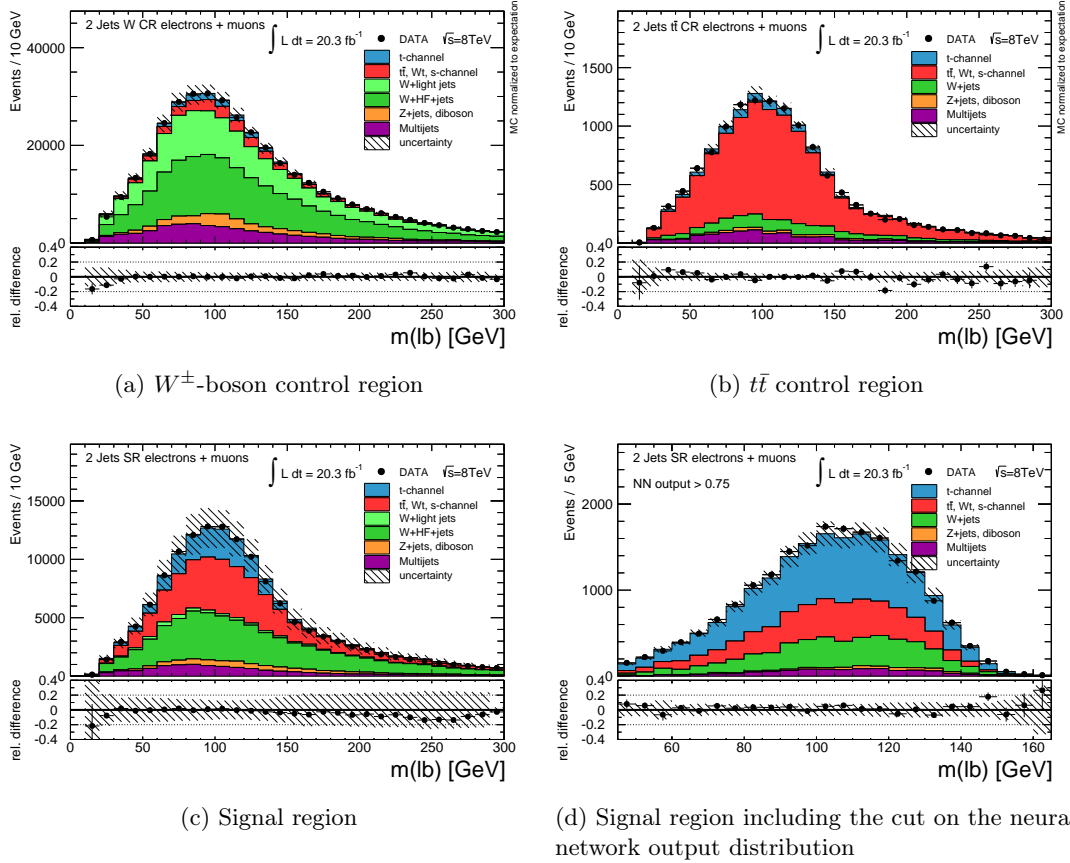 2 Jets W CR electrons + muons
∫ L dt = 20.3 fb⁻¹
DATA √s=8TeV
t-channel
tt̄, Wt, s-channel
W+light jets
W+HF+jets
Z+jets, diboson
Multijets
uncertainty
Events / 10 GeV
MC normalized to expectation
40000
20000
0
rel. difference
0.40
0.2
0
-0.2
-0.4
0 50 100 150 200 250 300
m(lb) [GeV]
(a) W±-boson control region
2 Jets tt̄ CR electrons + muons
∫ L dt = 20.3 fb⁻¹
DATA √s=8TeV
t-channel
tt̄, Wt, s-channel
W+jets
Z+jets, diboson
Multijets
uncertainty
Events / 10 GeV
MC normalized to expectation
1500
1000
500
0
rel. difference
0.40
0.2
0
-0.2
-0.4
0 50 100 150 200 250 300
m(lb) [GeV]
(b) tt̄ control region
2 Jets SR electrons + muons
∫ L dt = 20.3 fb⁻¹
DATA √s=8TeV
t-channel
tt̄, Wt, s-channel
W+light jets
W+HF+jets
Z+jets, diboson
Multijets
uncertainty
Events / 10 GeV
15000
10000
5000
0
rel. difference
0.40
0.2
0
-0.2
-0.4
0 50 100 150 200 250 300
m(lb) [GeV]
(c) Signal region
2 Jets SR electrons + muons
∫ L dt = 20.3 fb⁻¹
DATA √s=8TeV
NN output > 0.75
t-channel
tt̄, Wt, s-channel
W+jets
Z+jets, diboson
Multijets
uncertainty
Events / 5 GeV
2000
1000
0
rel. difference
0.4
0.2
0
-0.2
-0.4
60 80 100 120 140 160
m(lb) [GeV]
(d) Signal region including the cut on the neura
network output distribution